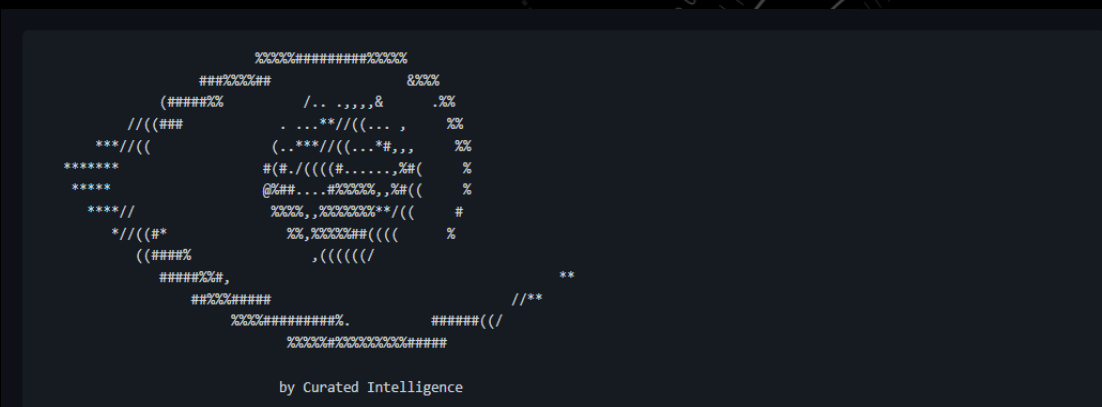 %%%%%#########%%%%%
###%%%%## &%%%
(#####%% /.. .,,,,& .%%
//((### . ...**//((... , %%
***//(( (..***//((...*#,,, %%
******* #(#./((((#......,%#( %
***** @%##....#%%%%%,,%#(( %
****// %%%%,,%%%%%%%**/(( #
*//((#* %%,%%%%%##(((( %
((####% ,((((((/
#####%%#, **
##%%%##### //**
%%%%#########%. ######((/
%%%%%#%%%%%%%%%#####
by Curated Intelligence